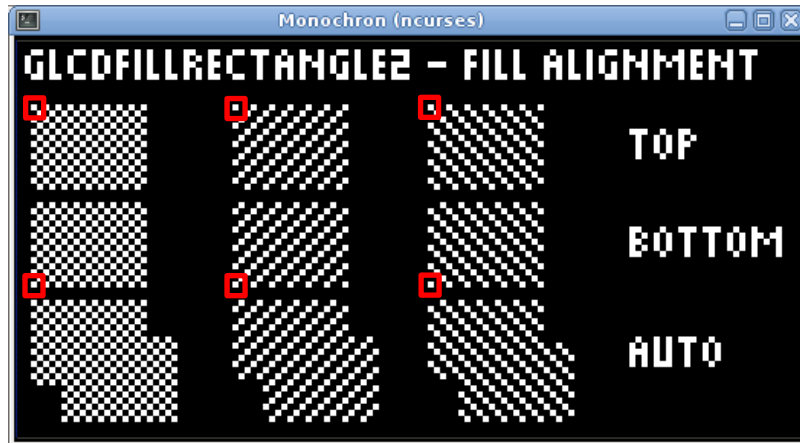 Monochron (ncurses)
GLCDFILLRECTANGLE2 - FILL ALIGNMENT
TOP
BOTTOM
AUTO